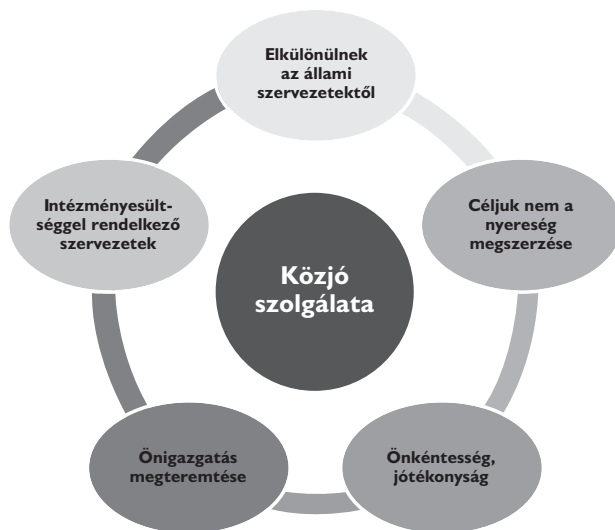 Elkülönülnek
az állami
szervezetektől
Céljuk nem a
nyereség
megszerzése
Önkéntesség,
jótékonyság
Önigazgatás
megteremtése
Intézményesült-
séggel rendelkező
szervezetek
Közjó
szolgálata